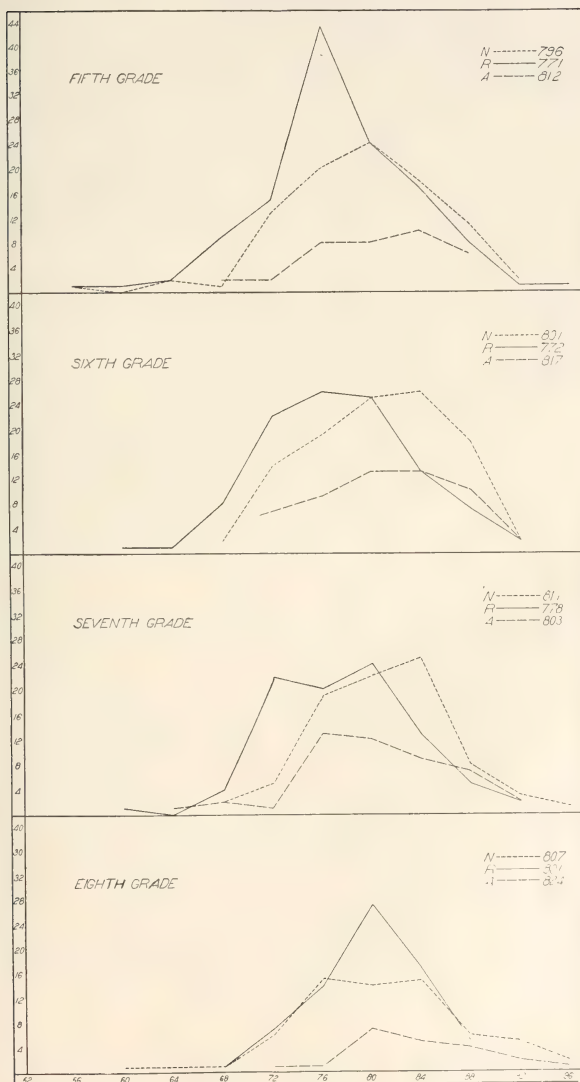 44
40
36
32
28
24
20
16
12
8
4
FIFTH GRADE
N ------ 796
R ——— 771
A — — — 812
40
36
32
28
24
20
16
12
8
4
SIXTH GRADE
N ------ 801
R ——— 772
A — — — 817
40
36
32
28
24
20
16
12
8
4
SEVENTH GRADE
N ------ 811
R ——— 778
A — — — 803
40
36
32
28
24
20
16
12
8
4
EIGHTH GRADE
N ------ 807
R ———
A — — — 824
52 56 60 64 68 72 76 80 84 96